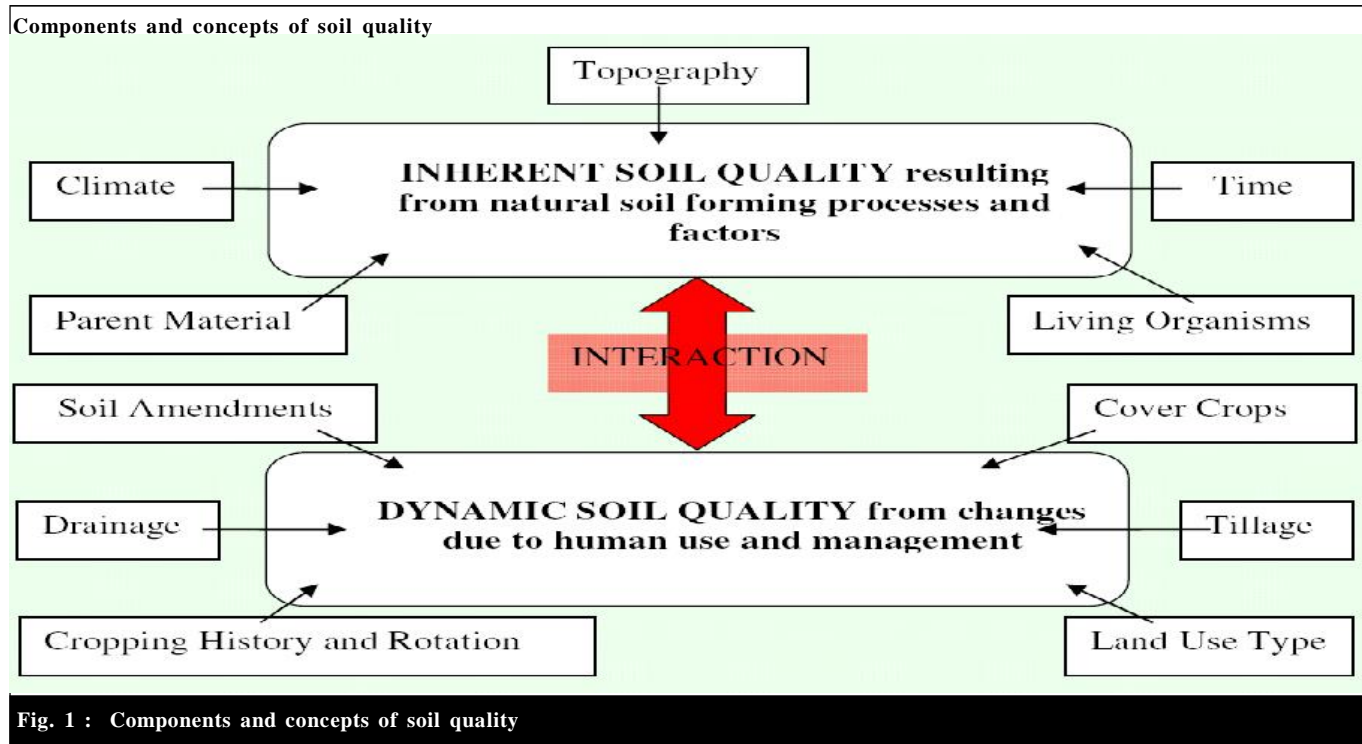 Components and concepts of soil quality
Topography
Climate
INHERENT SOIL QUALITY resulting
from natural soil forming processes and
factors
Time
Parent Material
Living Organisms
INTERACTION
Soil Amendments
Cover Crops
Drainage
DYNAMIC SOIL QUALITY from changes
due to human use and management
Tillage
Cropping History and Rotation
Land Use Type
Fig. 1 : Components and concepts of soil quality